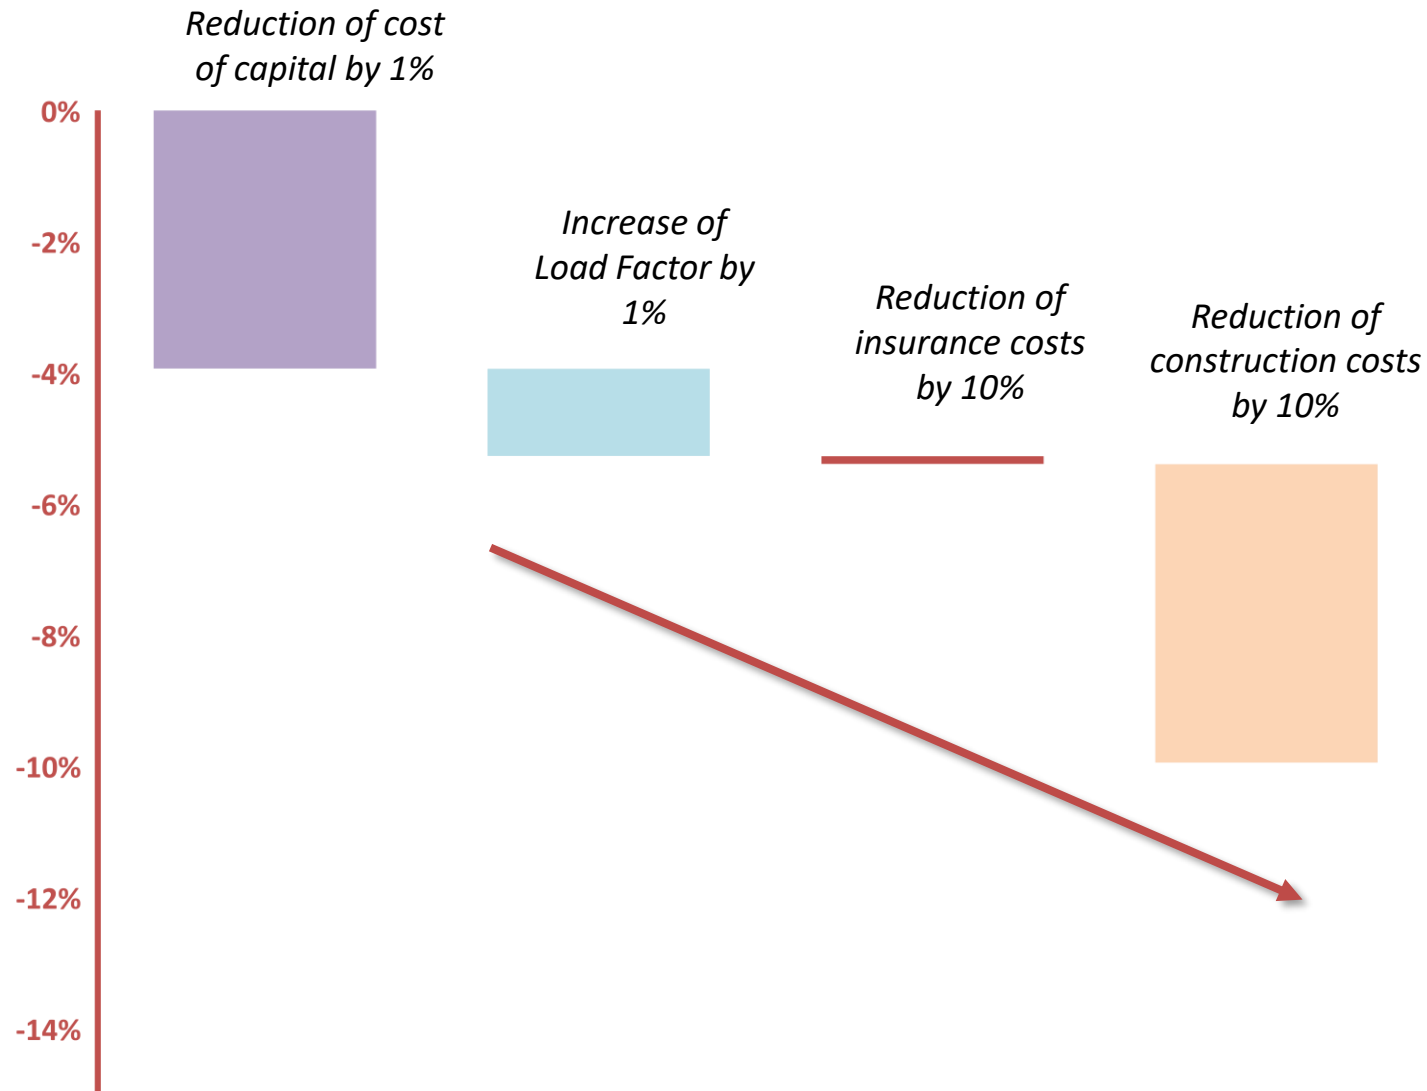 Reduction of cost
of capital by 1%
0%
-2%
-4%
-6%
-8%
-10%
-12%
-14%
Increase of
Load Factor by
1%
Reduction of
insurance costs
by 10%
Reduction of
construction costs
by 10%